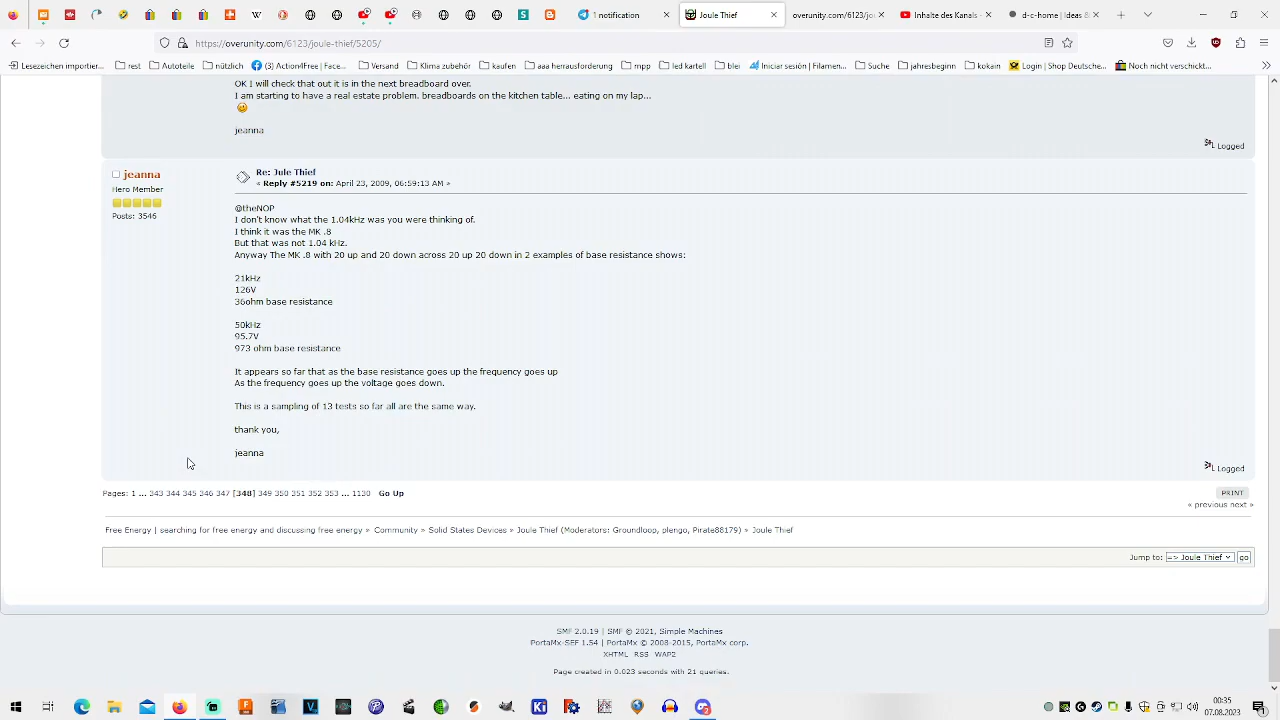 1 notification
Joule Thief
overunity.com/6123/jo
Inhalte des Kanals -
d-c-hond's Ideas
https://overunity.com/6123/joule-thief/5205/
Lesezeichen importier...
rest
Autoteile
nützlich
(3) Action4Free | Face...
Versand
Klima zubehör
kaufen
aaa herrausforderung
mpp
led kartell
blei
Iniciar sesión | Filamen...
Suche
jahresbeginn
kokain
Login | Shop Deutsche...
Noch nicht verschickt...
OK I will check that out it is in the next breadboard over.
I am starting to have a real estate problem. breadboards on the kitchen table... eating on my lap...
jeanna
Logged
jeanna
Hero Member
Posts: 3546
Re: Jule Thief
« Reply #5219 on: April 23, 2009, 06:59:13 AM »
@theNOP
I don't know what the 1.04kHz was you were thinking of.
I think it was the MK .8
But that was not 1.04 kHz.
Anyway The MK .8 with 20 up and 20 down across 20 up 20 down in 2 examples of base resistance shows:
21kHz
126V
36ohm base resistance
50kHz
95.7V
973 ohm base resistance
It appears so far that as the base resistance goes up the frequency goes up
As the frequency goes up the voltage goes down.
This is a sampling of 13 tests so far all are the same way.
thank you,
jeanna
Logged
Pages: 1 ... 343 344 345 346 347 [348] 349 350 351 352 353 ... 1130 Go Up
PRINT
« previous next »
Free Energy | searching for free energy and discussing free energy » Community » Solid States Devices » Joule Thief (Moderators: Groundloop, plengo, Pirate88179) » Joule Thief
Jump to: => Joule Thief go
SMF 2.0.19 | SMF © 2021, Simple Machines
PortaMx-SEF 1.54 | PortaMx © 2008-2015, PortaMx corp.
XHTML RSS WAP2
Page created in 0.023 seconds with 21 queries.
00:35
07.08.2023